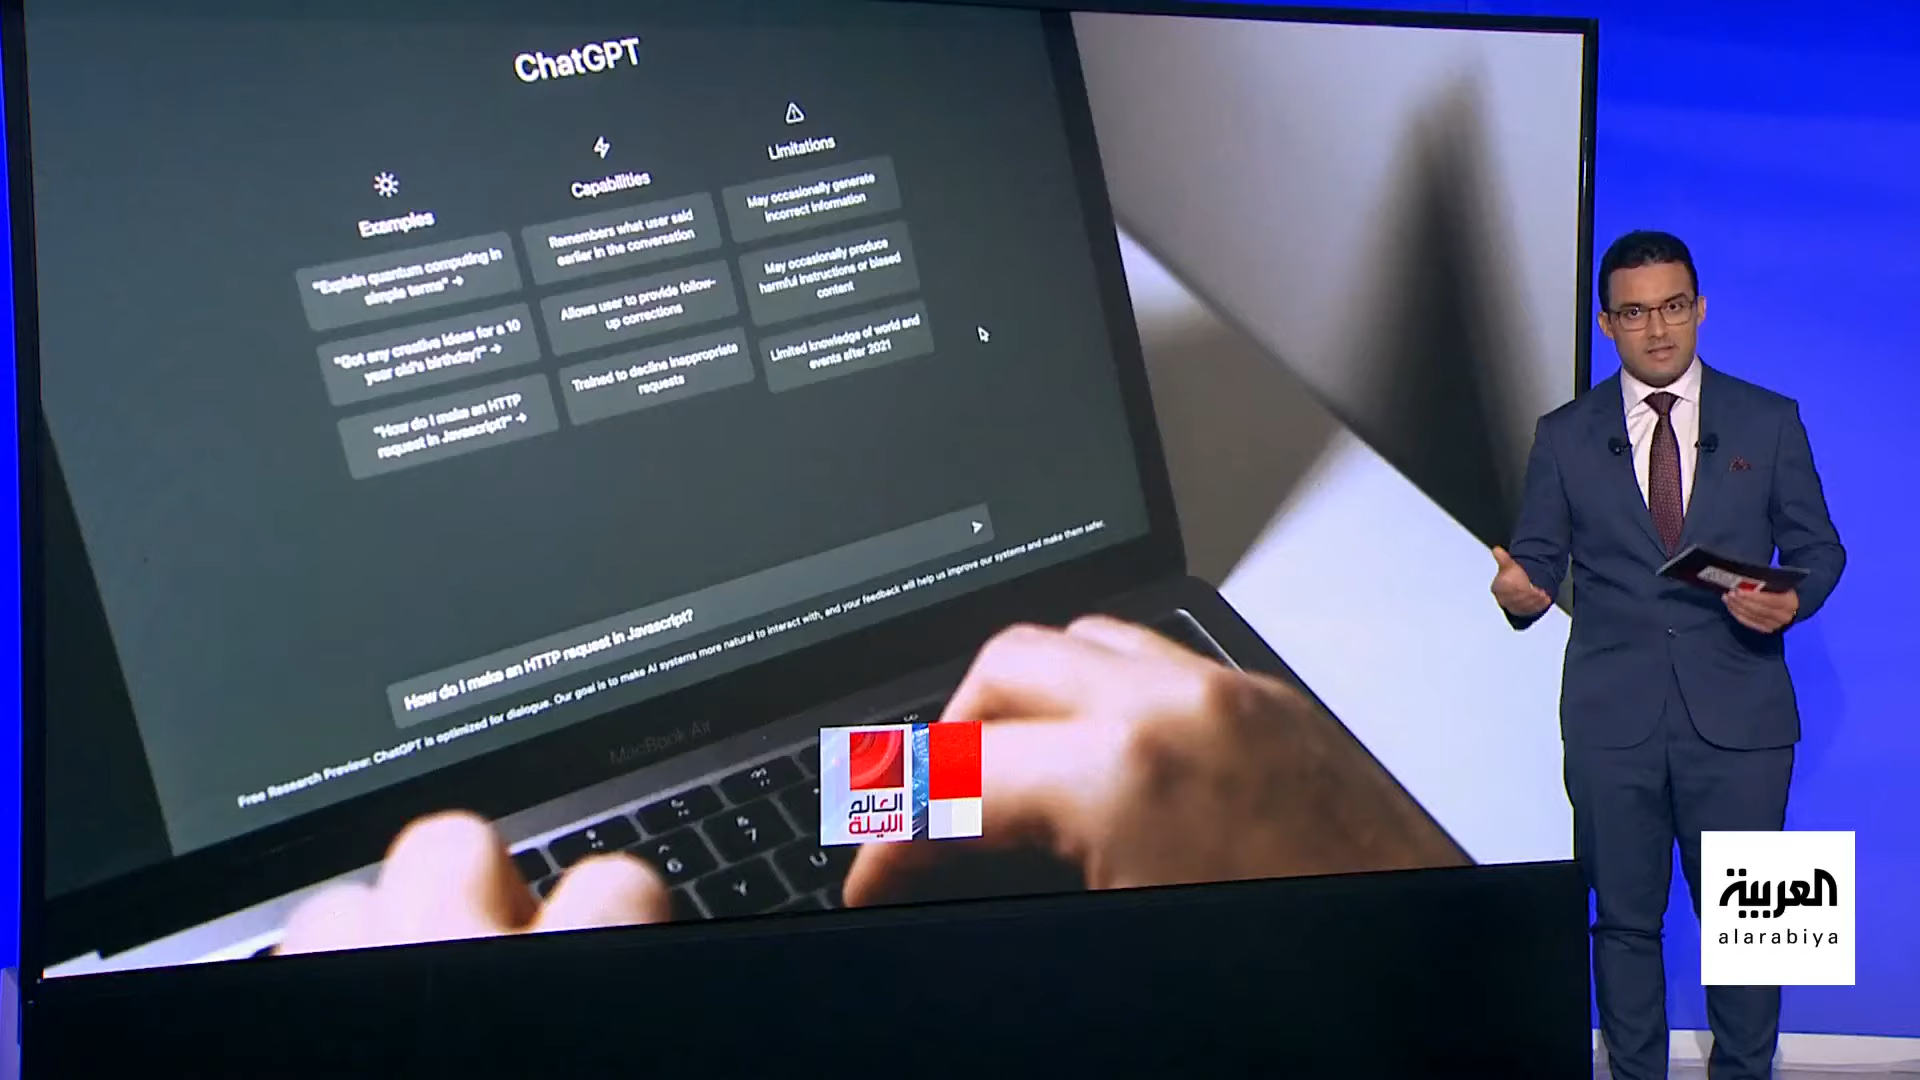 ChatGPT
Examples
"Explain quantum computing in
simple terms" →
"Got any creative ideas for a 10
year old's birthday?" →
"How do I make an HTTP
request in Javascript?" →
Capabilities
Remembers what user said
earlier in the conversation
Allows user to provide follow-
up corrections
Trained to decline inappropriate
requests
Limitations
May occasionally generate
incorrect information
May occasionally produce
harmful instructions or biased
content
Limited knowledge of world and
events after 2021
How do I make an HTTP request in Javascript?
Free Research Preview: ChatGPT is optimized for dialogue. Our goal is to make AI systems more natural to interact with, and your feedback will help us improve our systems and make them safer.
MacBook Air
6
7
Y
U
العالم
الليلة
العربية
alarabiya